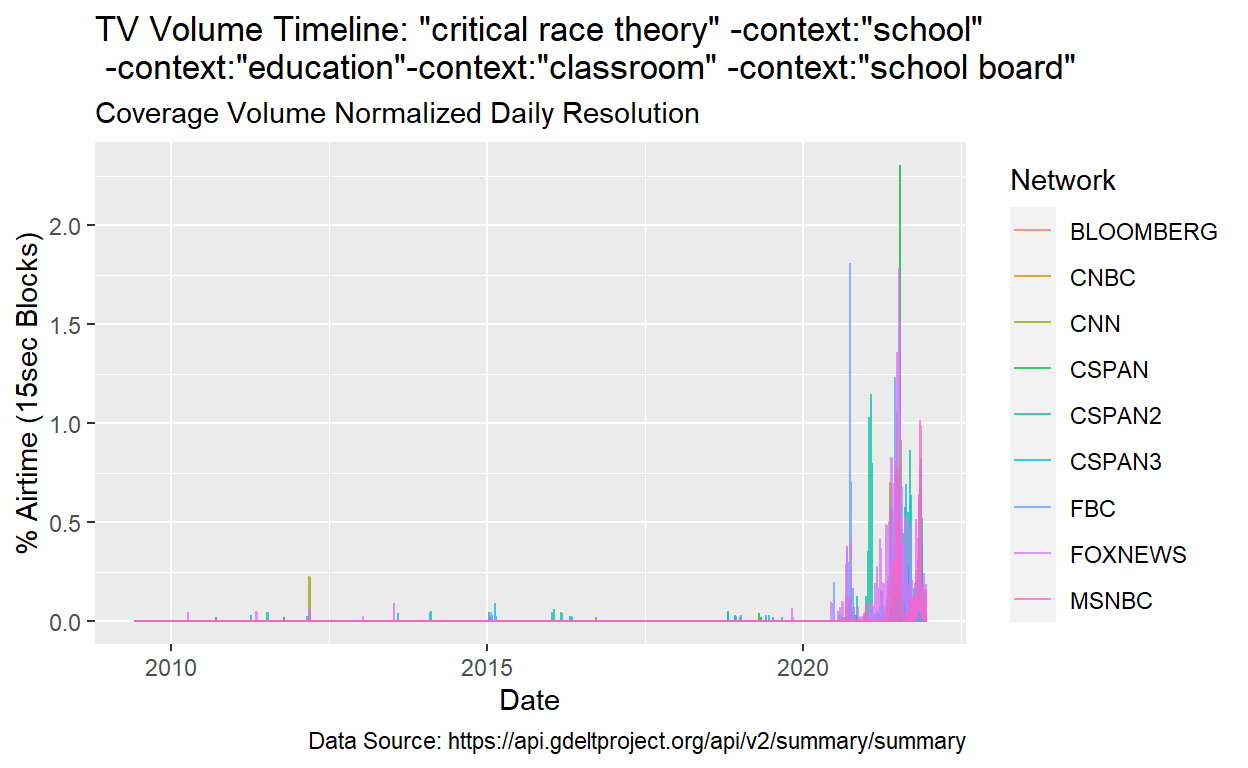 TV Volume Timeline: "critical race theory" -context:"school"
-context:"education"-context:"classroom" -context:"school board"
Coverage Volume Normalized Daily Resolution
% Airtime (15sec Blocks)
2.0
1.5
1.0
0.5
0.0
2010
2015
2020
Date
Network
BLOOMBERG
CNBC
CNN
CSPAN
CSPAN2
CSPAN3
FBC
FOXNEWS
MSNBC
Data Source: https://api.gdeltproject.org/api/v2/summary/summary